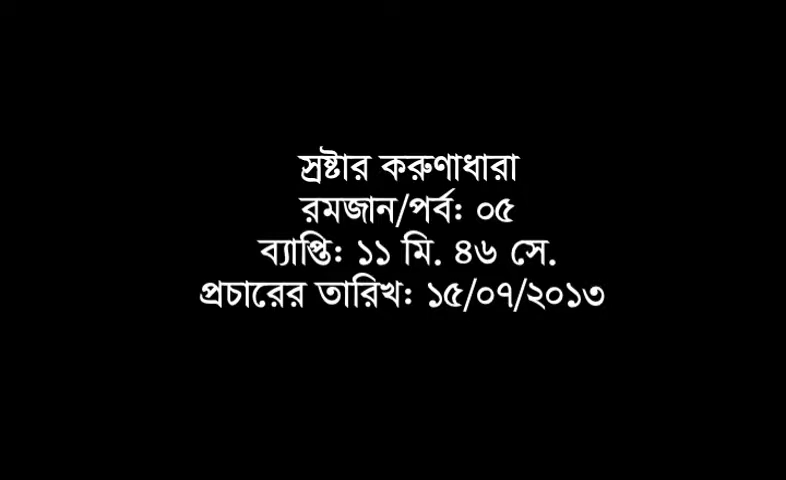 স্রষ্টার করুণাধারা
রমজান/পর্ব: ০৫
ব্যাপ্তি: ১১ মি. ৪৬ সে.
প্রচারের তারিখ: ১৫/০৭/২০১৩